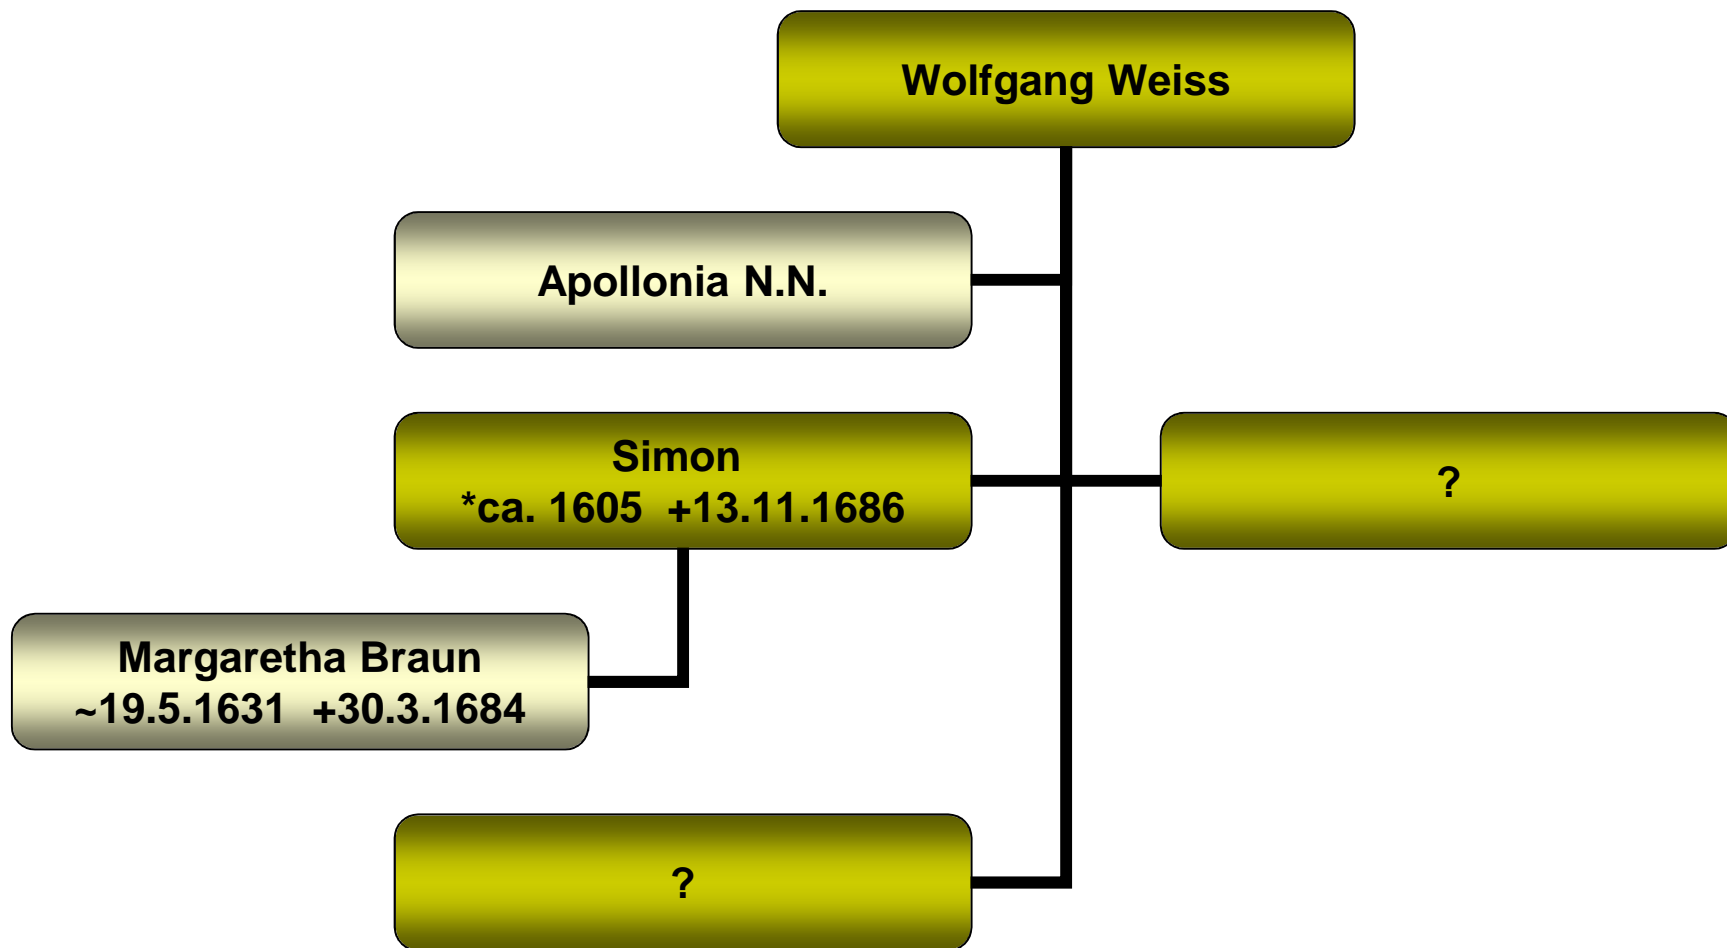 Wolfgang Weiss
Apollonia N.N.
Simon
*ca. 1605  +13.11.1686
?
Margaretha Braun
~19.5.1631  +30.3.1684
?